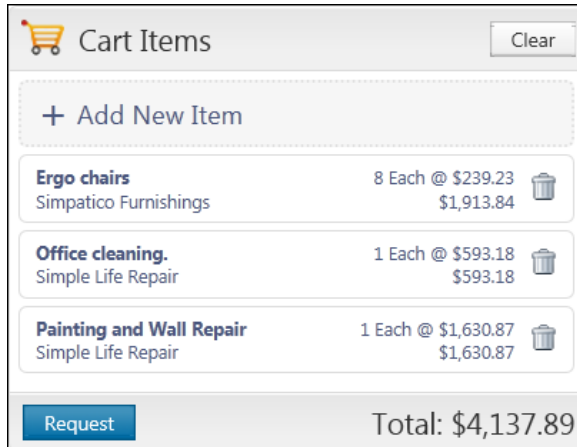 Cart Items
Clear
+ Add New Item
Ergo chairs
8 Each @ $239.23
Simpatico Furnishings
$1,913.84
Office cleaning.
1 Each @ $593.18
Simple Life Repair
$593.18
Painting and Wall Repair
1 Each @ $1,630.87
Simple Life Repair
$1,630.87
Request
Total: $4,137.89